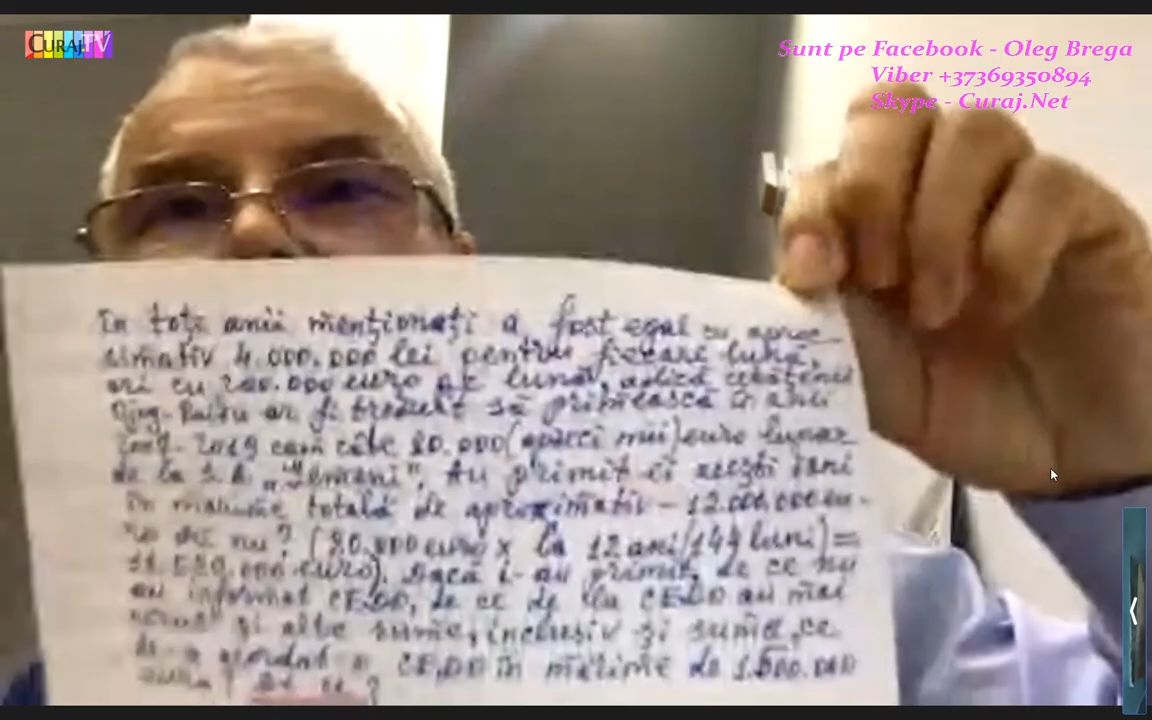 CURAJ.TV
Sunt pe Facebook - Oleg Brega
Viber +37369350894
Skype - Curaj.Net
În toți anii menționați a fost egal cu apro-
simativ 4.000.000 lei pentru fiecare lună,
ori cu 200.000 euro pe lună, adică cetățenii
ar fi trebuit să primească în anii
2007-2019 cam câte 80.000 (optzeci mii) euro lunar
de la S.A. „Gemeni”. Au primit ei acești bani
în mărime totală de aproximativ - 12.000.000 eu-
ro ori nu? (80.000 euro x la 12 ani/144 luni) =
11.520.000 euro). Dacă i-au primit, de ce nu
au informat CEDO, de ce de la CEDO au mai
cerut și alte sume, inclusiv și suma, ce
li s-a acordat CEDO în mărime de 1.500.000
euro? De ce?